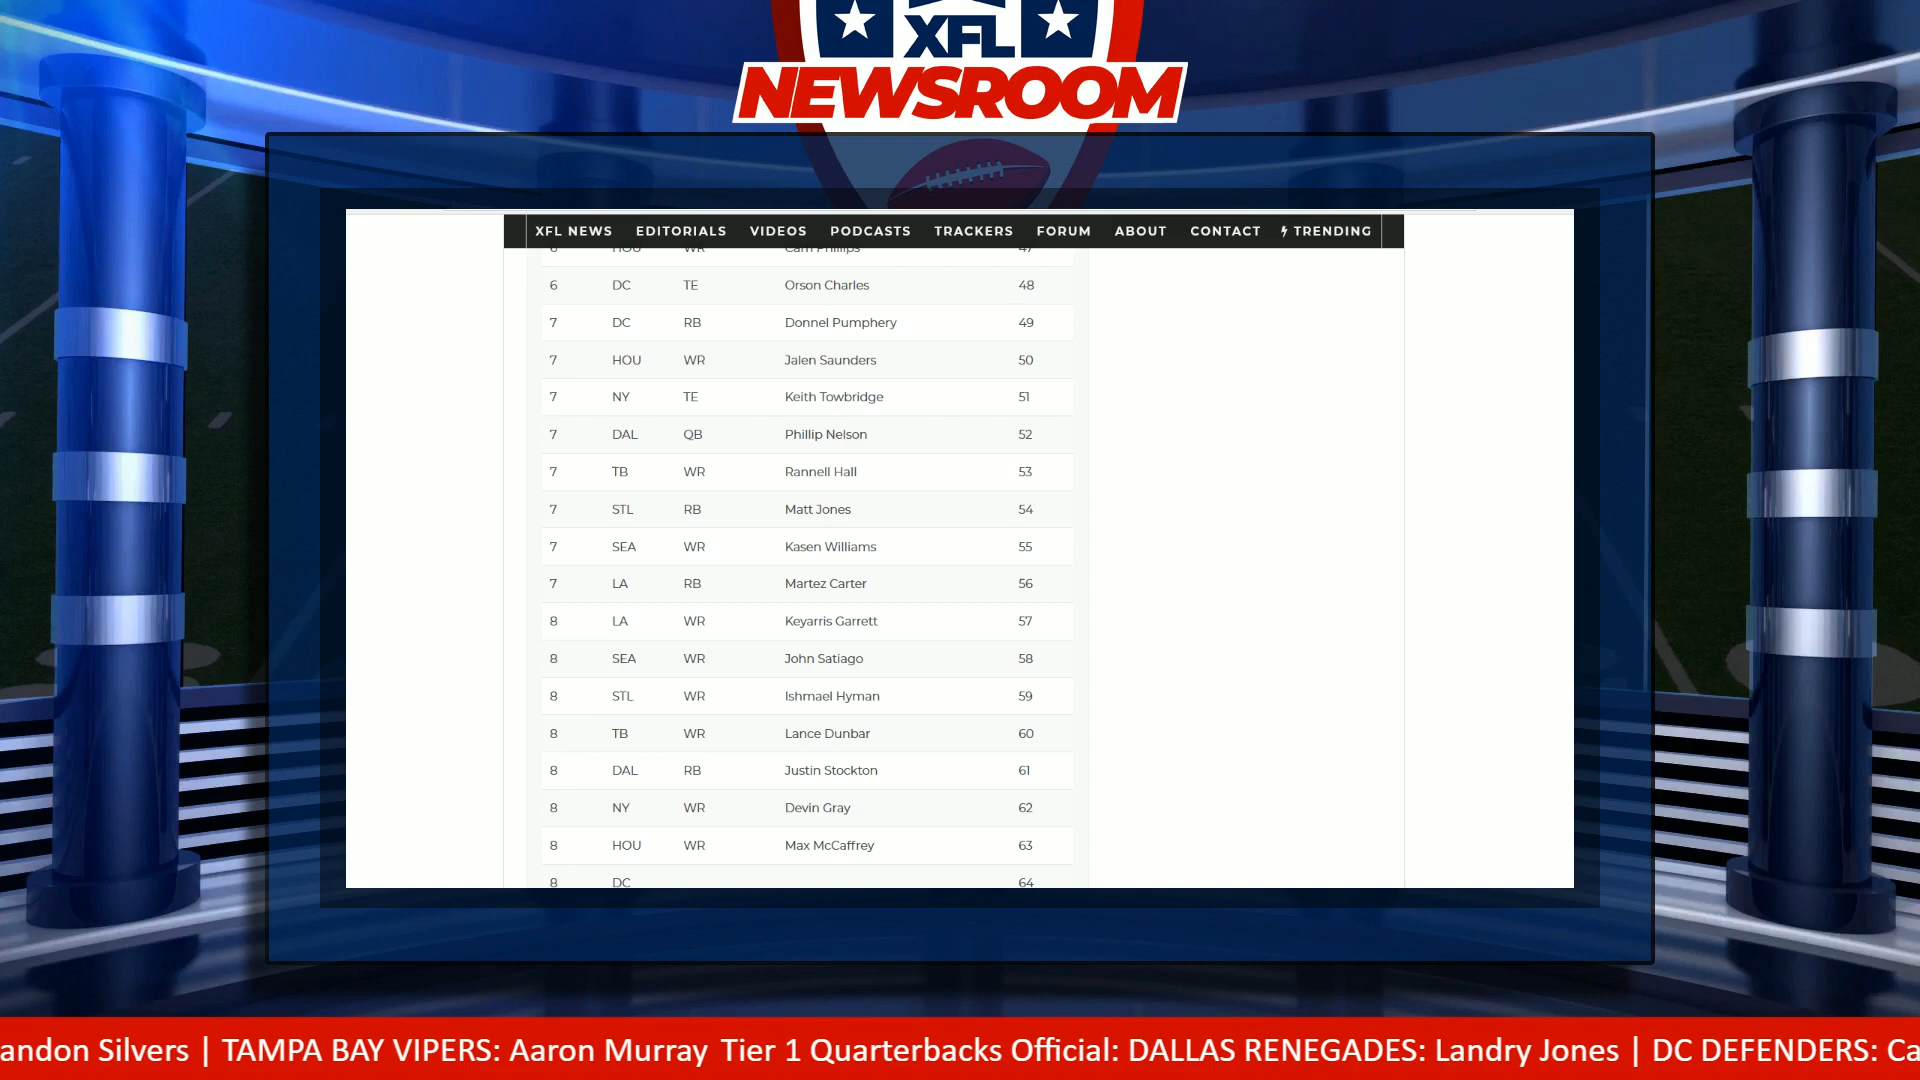 XFL
NEWSROOM
XFL NEWS EDITORIALS VIDEOS PODCASTS TRACKERS FORUM ABOUT CONTACT TRENDING
6 HOU WR Cam Phillips 47
6 DC TE Orson Charles 48
7 DC RB Donnel Pumphery 49
7 HOU WR Jalen Saunders 50
7 NY TE Keith Towbridge 51
7 DAL QB Phillip Nelson 52
7 TB WR Rannell Hall 53
7 STL RB Matt Jones 54
7 SEA WR Kasen Williams 55
7 LA RB Martez Carter 56
8 LA WR Keyarris Garrett 57
8 SEA WR John Satiago 58
8 STL WR Ishmael Hyman 59
8 TB WR Lance Dunbar 60
8 DAL RB Justin Stockton 61
8 NY WR Devin Gray 62
8 HOU WR Max McCaffrey 63
8 DC 64
andon Silvers | TAMPA BAY VIPERS: Aaron Murray Tier 1 Quarterbacks Official: DALLAS RENEGADES: Landry Jones | DC DEFENDERS: Ca